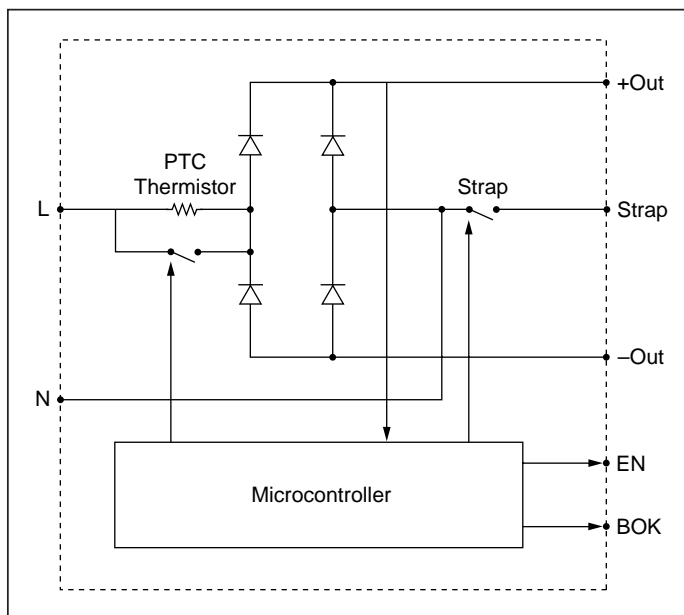 +Out
PTC
Thermistor
Strap
L
Strap
–Out
N
EN
Microcontroller
BOK